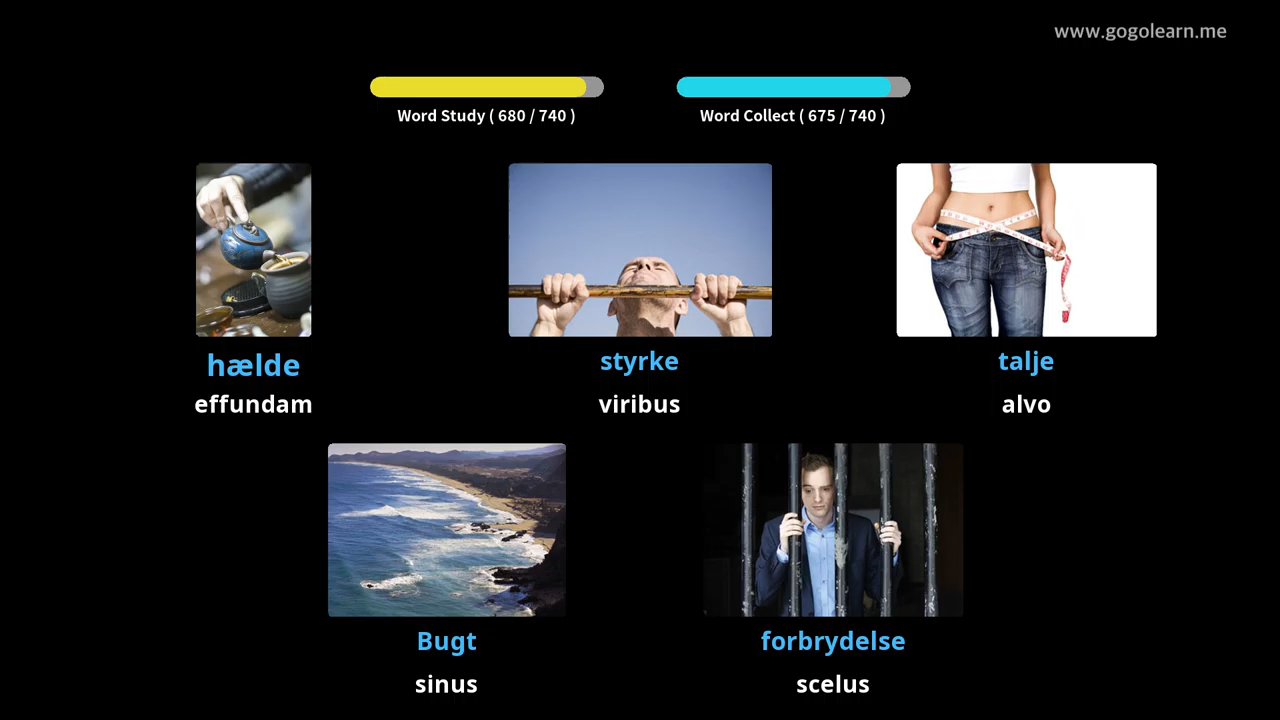 www.gogolearn.me
Word Study ( 680 / 740 )
Word Collect ( 675 / 740 )
hælde
effundam
styrke
viribus
talje
alvo
Bugt
sinus
forbrydelse
scelus